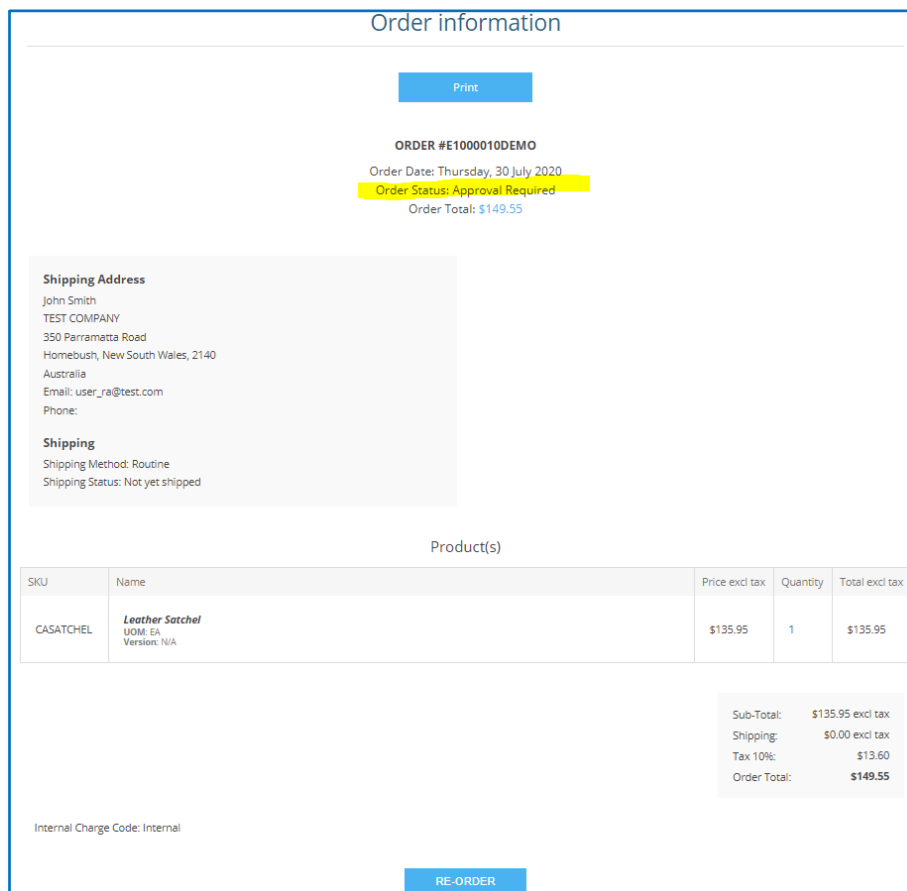 Order information
Print
ORDER #E1000010DEMO
Order Date: Thursday, 30 July 2020
Order Status: Approval Required
Order Total: $149.55
Shipping Address
John Smith
TEST COMPANY
350 Parramatta Road
Homebush, New South Wales, 2140
Australia
Email: user_ra@test.com
Phone:
Shipping
Shipping Method: Routine
Shipping Status: Not yet shipped
Product(s)
SKU Name Price excl tax Quantity Total excl tax
CASATCHEL Leather Satchel $135.95 1 $135.95
UOM: EA
Version: N/A
Sub-Total: $135.95 excl tax
Shipping: $0.00 excl tax
Tax 10%: $13.60
Order Total: $149.55
Internal Charge Code: Internal
RE-ORDER